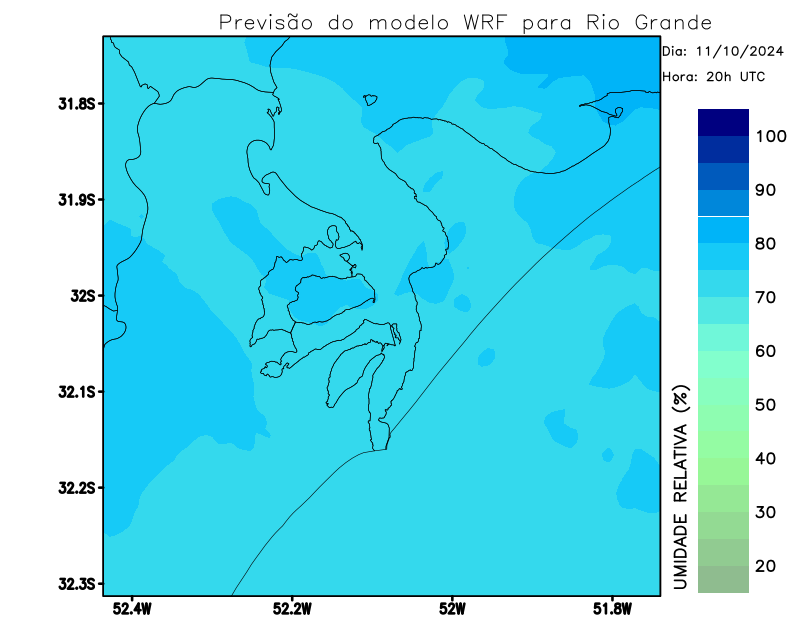 Previsão do modelo WRF para Rio Grande
Dia: 11/10/2024
Hora: 20h UTC
31.8S
31.9S
32S
32.1S
32.2S
32.3S
52.4W
52.2W
52W
51.8W
100
90
80
70
60
50
40
30
20
UMIDADE RELATIVA (%)